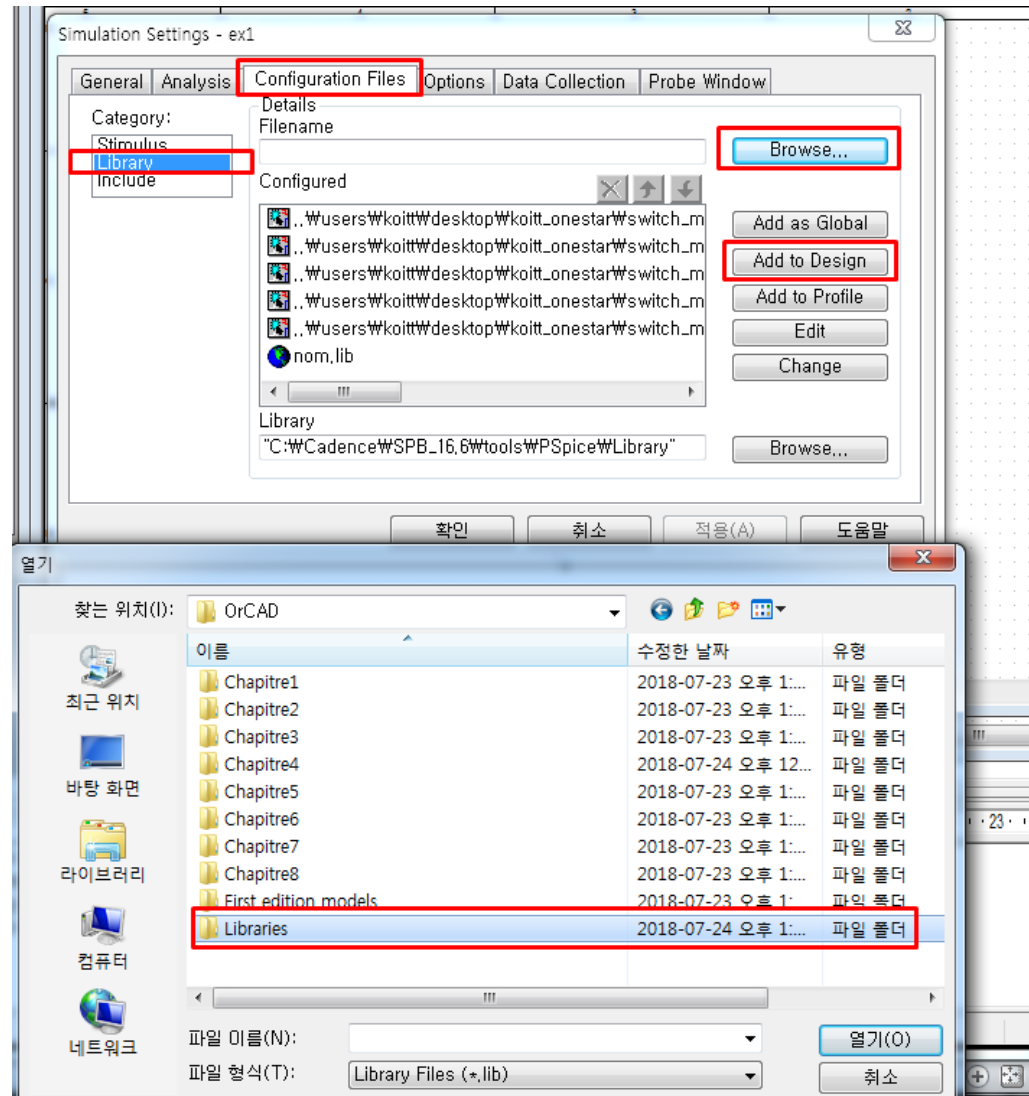 Simulation Settings - ex1
General Analysis Configuration Files Options Data Collection Probe Window
Category:
Stimulus
Library
Include
Details
Filename
Browse...
Configured
..₩users₩koitt₩desktop₩koitt_onestar₩switch_m
..₩users₩koitt₩desktop₩koitt_onestar₩switch_m
..₩users₩koitt₩desktop₩koitt_onestar₩switch_m
..₩users₩koitt₩desktop₩koitt_onestar₩switch_m
..₩users₩koitt₩desktop₩koitt_onestar₩switch_m
nom.lib
Add as Global
Add to Design
Add to Profile
Edit
Change
Library
"C:₩Cadence₩SPB_16.6₩tools₩PSpice₩Library"
Browse...
확인 취소 적용(A) 도움말
열기
찾는 위치(I): OrCAD
최근 위치
바탕 화면
라이브러리
컴퓨터
네트워크
이름 수정한 날짜 유형
Chapitre1 2018-07-23 오후 1:... 파일 폴더
Chapitre2 2018-07-23 오후 1:... 파일 폴더
Chapitre3 2018-07-23 오후 1:... 파일 폴더
Chapitre4 2018-07-24 오후 12... 파일 폴더
Chapitre5 2018-07-23 오후 1:... 파일 폴더
Chapitre6 2018-07-23 오후 1:... 파일 폴더
Chapitre7 2018-07-23 오후 1:... 파일 폴더
Chapitre8 2018-07-23 오후 1:... 파일 폴더
First edition models 2018-07-23 오후 1:... 파일 폴더
Libraries 2018-07-24 오후 1:... 파일 폴더
파일 이름(N): 열기(O)
파일 형식(T): Library Files (*.lib) 취소
23